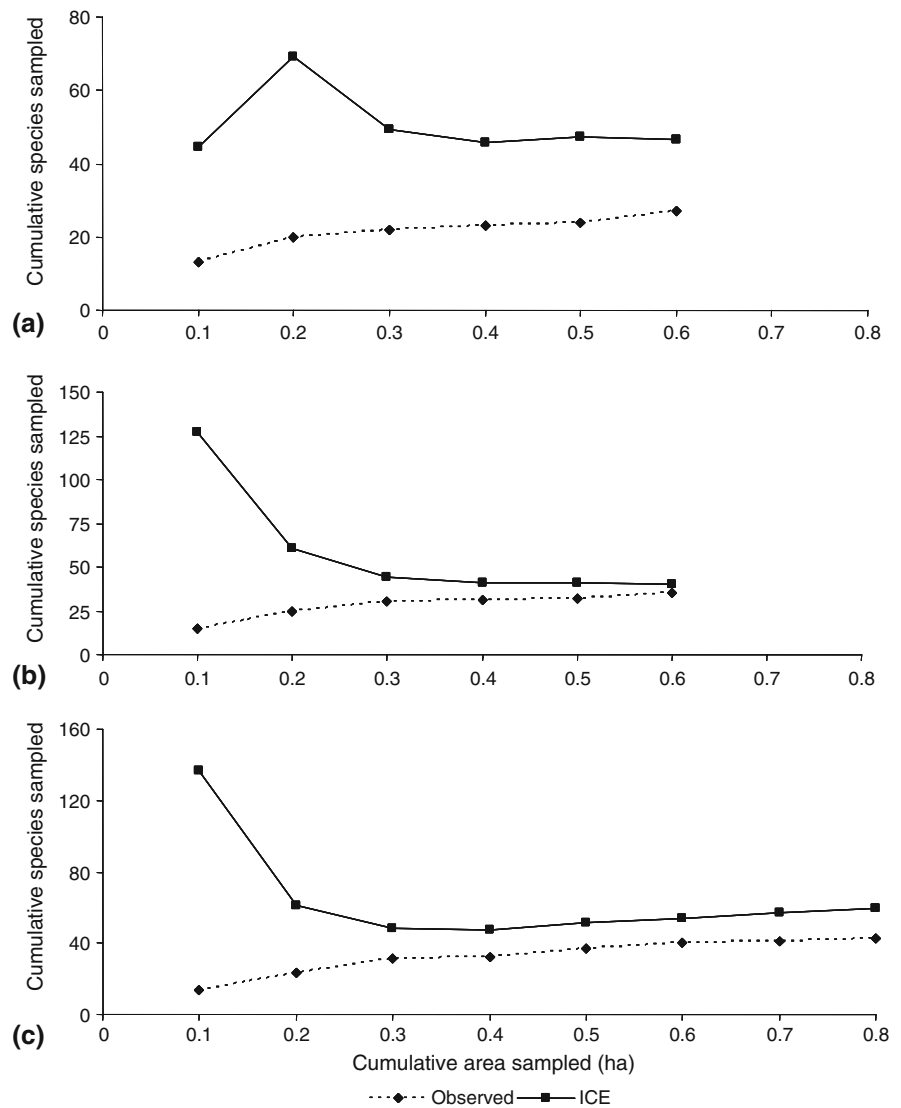 Cumulative species sampled
80
60
40
20
0
(a)
0 0.1 0.2 0.3 0.4 0.5 0.6 0.7 0.8
Cumulative species sampled
150
125
100
75
50
25
0
(b)
0 0.1 0.2 0.3 0.4 0.5 0.6 0.7 0.8
Cumulative species sampled
160
120
80
40
0
(c)
0 0.1 0.2 0.3 0.4 0.5 0.6 0.7 0.8
Cumulative area sampled (ha)
Observed ICE